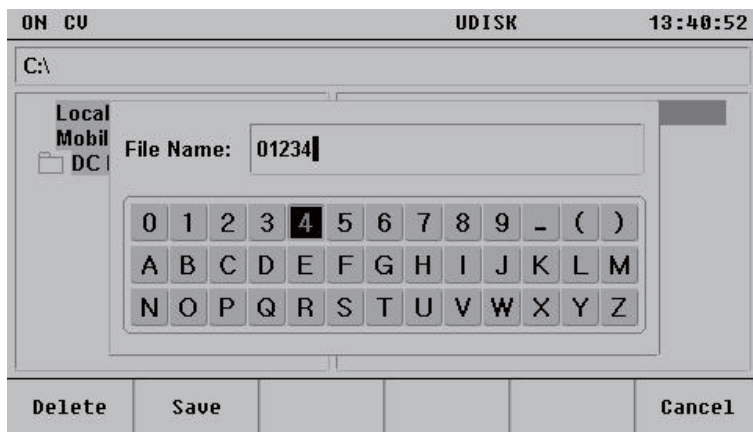 ON CV UDISK 13:40:52
C:\
Local
Mobil
DC
File Name: 01234
0 1 2 3 4 5 6 7 8 9 _ ( )
A B C D E F G H I J K L M
N O P Q R S T U V W X Y Z
Delete Save Cancel